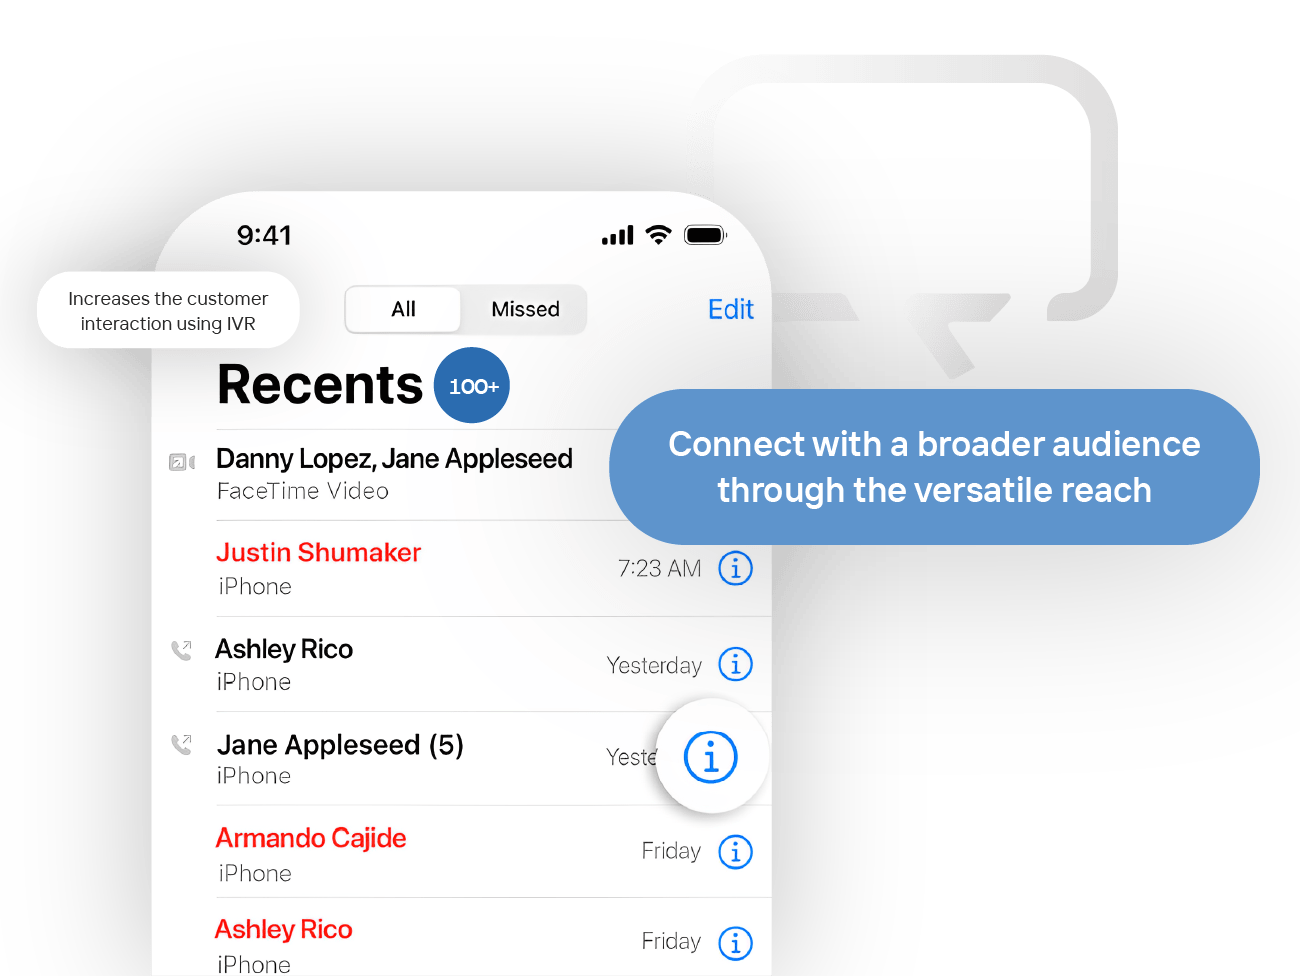 9:41
Increases the customer
interaction using IVR
All
Missed
Edit
Recents
100+
Connect with a broader audience
through the versatile reach
Danny Lopez, Jane Appleseed
FaceTime Video
Justin Shumaker
iPhone
7:23 AM
Ashley Rico
iPhone
Yesterday
Jane Appleseed (5)
iPhone
Yeste
Armando Cajide
iPhone
Friday
Ashley Rico
iPhone
Friday